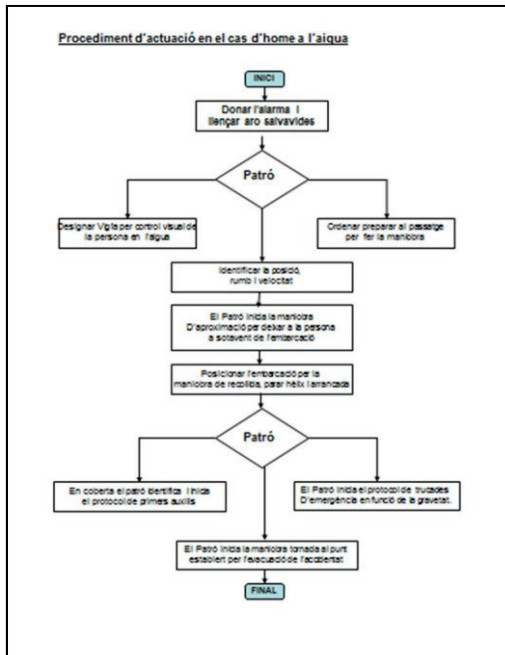 Procediment d'actuació en el cas d'home a l'aigua
INICI
Donar l'alarma i
llençar aro salvavides
Patró
Designar Vigía per control visual de
la persona en l'aigua
Ordenar preparar al passatge
per fer la maniobra
Identificar la posició,
rumb i velocitat
El Patró inicia la maniobra
D'aproximació per deixar a la persona
a sotavent de l'embarcació
Posicionar l'embarcació per la
maniobra de recollida, parar hèlix i arrancada
Patró
En coberta el patró identifica i inicia
el protocol de primers auxilis
El Patró inicia el protocol de trucades
D'emergència en funció de la gravetat.
El Patró inicia la maniobra tornada al punt
establert per l'evacuació de l'accidentat
FINAL